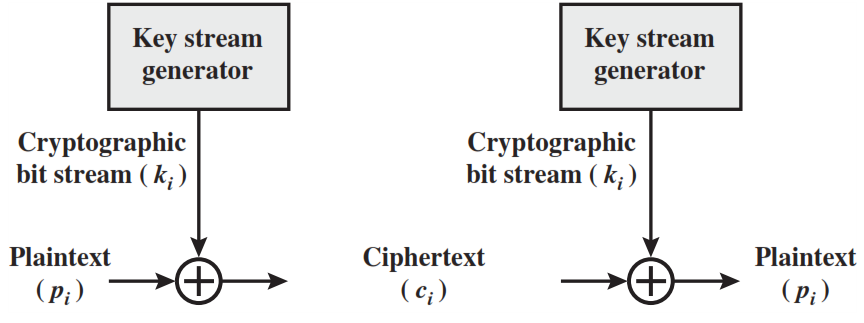 Key stream
generator
Key stream
generator
Cryptographic
bit stream ( kᵢ )
Cryptographic
bit stream ( kᵢ )
Plaintext
( pᵢ )
Ciphertext
( cᵢ )
Plaintext
( pᵢ )